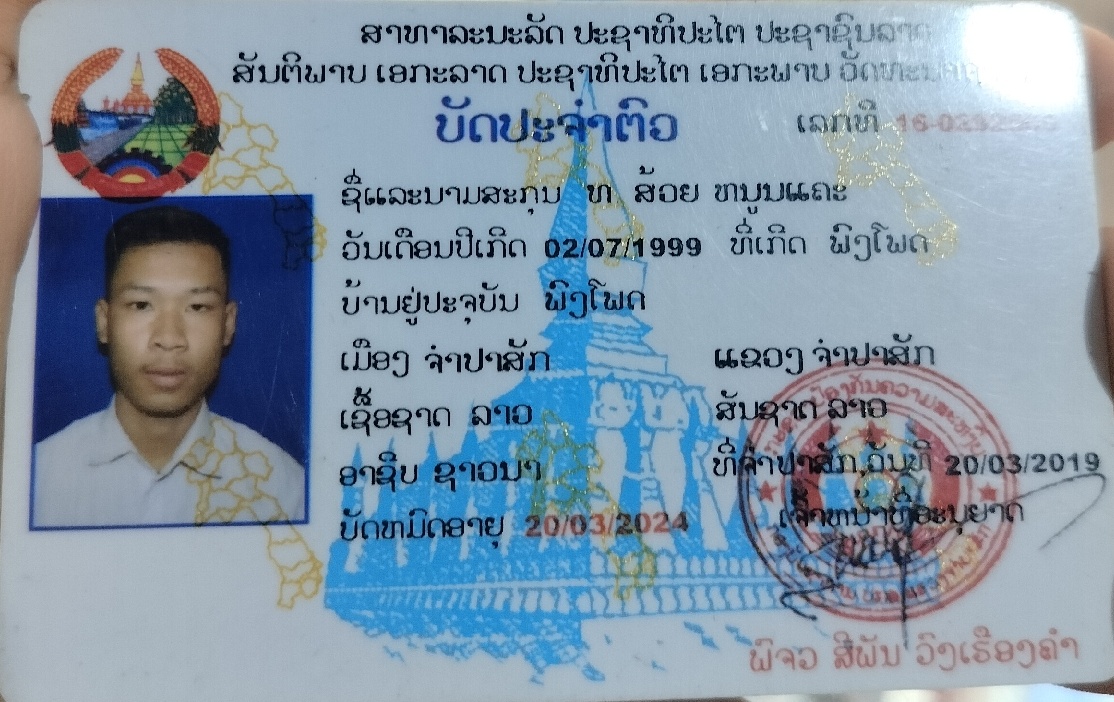 ສາທາລະນະລັດ ປະຊາທິປະໄຕ ປະຊາຊົນລາວ
ສັນຕິພາບ ເອກະລາດ ປະຊາທິປະໄຕ ເອກະພາບ ວັດທະນະ
ບັດປະຈຳຕົວ
ເລກທີ
ຊື່ແລະນາມສະກຸນ ທ ສ້ອຍ ຫນູນແຄະ
ວັນເດືອນປີເກີດ 02/07/1999 ທີ່ເກີດ ພົງໂພດ
ບ້ານຢູ່ປະຈຸບັນ ພົງໂພດ
ເມືອງ ຈຳປາສັກ ແຂວງ ຈຳປາສັກ
ເຊື້ອຊາດ ລາວ ສັນຊາດ ລາວ
ອາຊີບ ຊາວນາ ທີ່ຈຳປາສັກ,ວັນທີ 20/03/2019
ບັດຫມົດອາຍຸ 20/03/2024 ເຈົ້າຫນ້າທີ່ອະນຸຍາດ
ພົຈວ ສີພັນ ວົງເຮືອງຄຳ